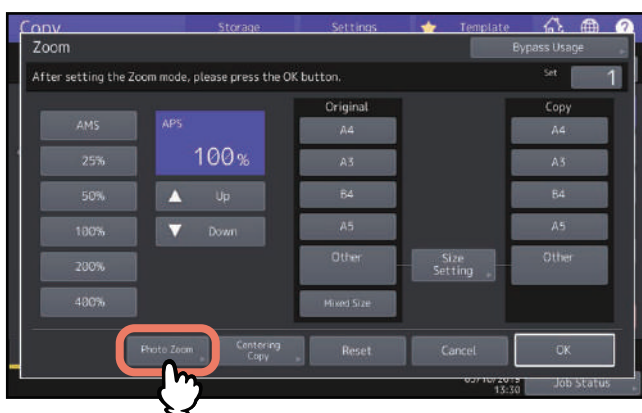 Copy
Storage
Settings
Template
Zoom
Bypass Usage
After setting the Zoom mode, please press the OK button.
Set 1
AMS
25%
50%
100%
200%
400%
APS
100%
Up
Down
Original
A4
A3
B4
A5
Other
Mixed Size
Size
Setting
Copy
A4
A3
B4
A5
Other
Photo Zoom
Centering
Copy
Reset
Cancel
OK
13:30
Job Status